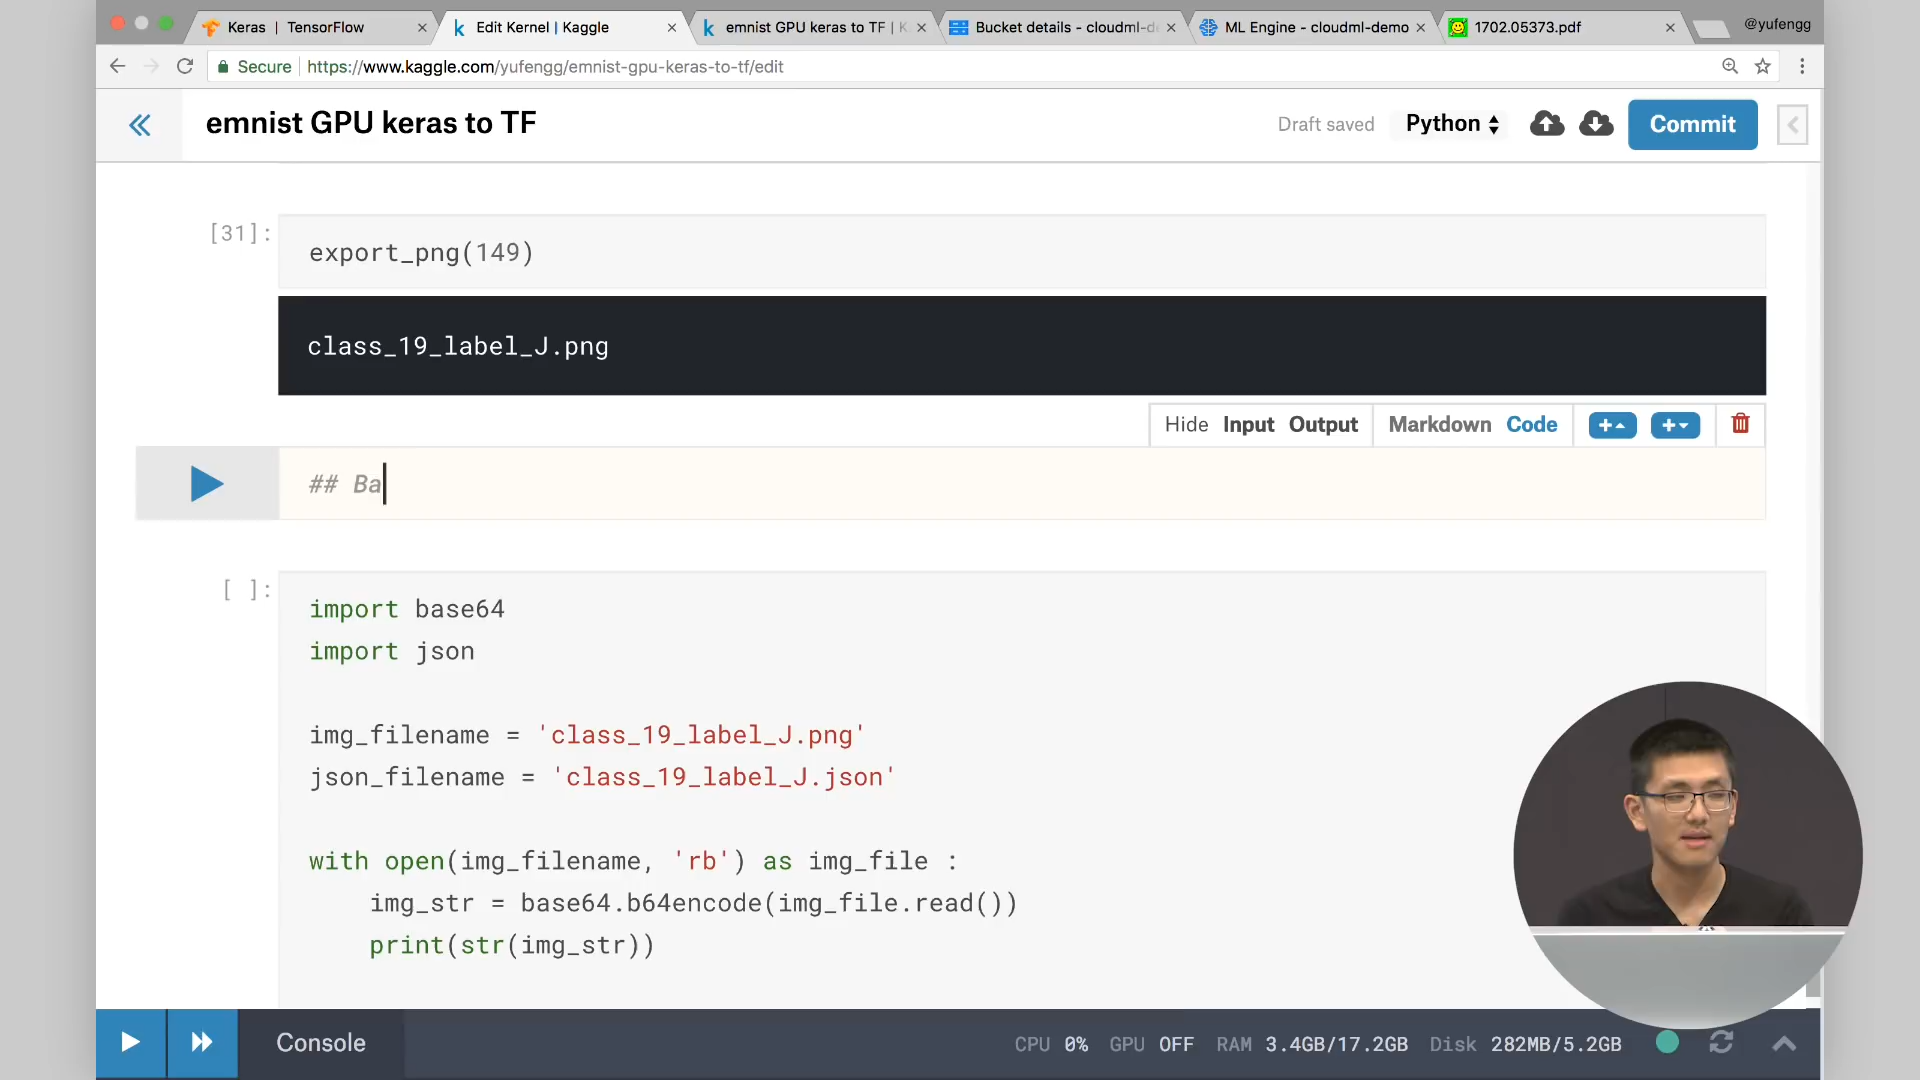 Keras | TensorFlow
Edit Kernel | Kaggle
emnist GPU keras to TF | K
Bucket details - cloudml-de
ML Engine - cloudml-demo
1702.05373.pdf
@yufengg
Secure https://www.kaggle.com/yufengg/emnist-gpu-keras-to-tf/edit
emnist GPU keras to TF
Draft saved
Python
Commit
[31]:
export_png(149)
class_19_label_J.png
Hide Input Output Markdown Code
## Ba
[ ]:
import base64
import json
img_filename = 'class_19_label_J.png'
json_filename = 'class_19_label_J.json'
with open(img_filename, 'rb') as img_file :
img_str = base64.b64encode(img_file.read())
print(str(img_str))
Console
CPU 0% GPU OFF RAM 3.4GB/17.2GB Disk 282MB/5.2GB